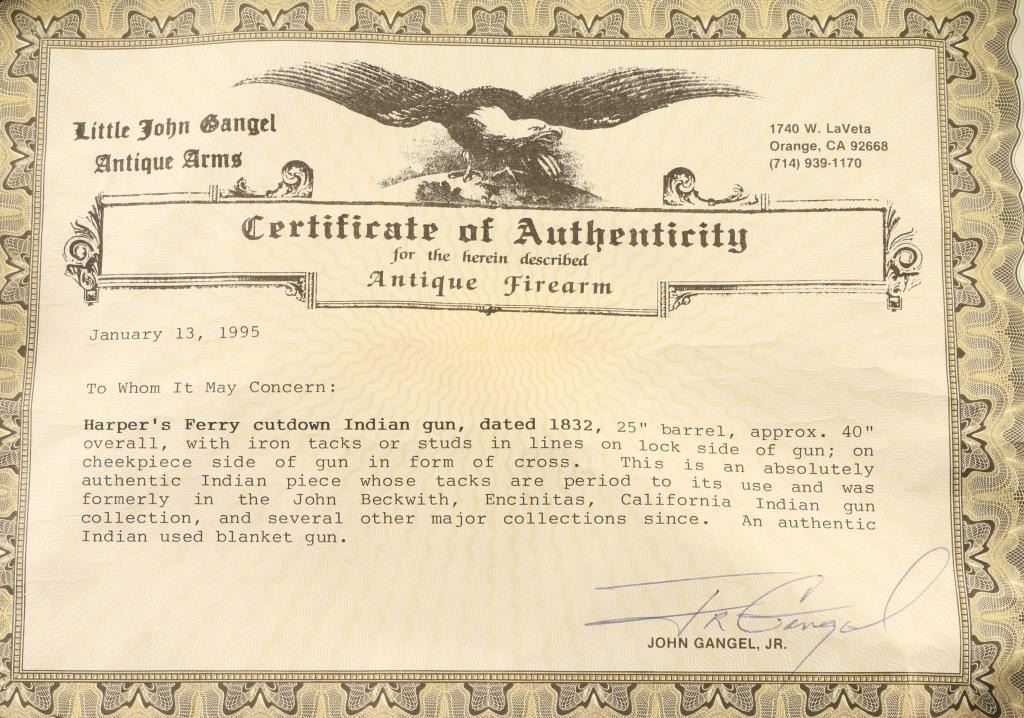 Little John Gangel
Antique Arms
1740 W. LaVeta
Orange, CA 92668
(714) 939-1170
Certificate of Authenticity
for the herein described
Antique Firearm
January 13, 1995
To Whom It May Concern:
Harper's Ferry cutdown Indian gun, dated 1832, 25" barrel, approx. 40"
overall, with iron tacks or studs in lines on lock side of gun; on
cheekpiece side of gun in form of cross. This is an absolutely
authentic Indian piece whose tacks are period to its use and was
formerly in the John Beckwith, Encinitas, California Indian gun
collection, and several other major collections since. An authentic
Indian used blanket gun.
Jr Gangel
JOHN GANGEL, JR.